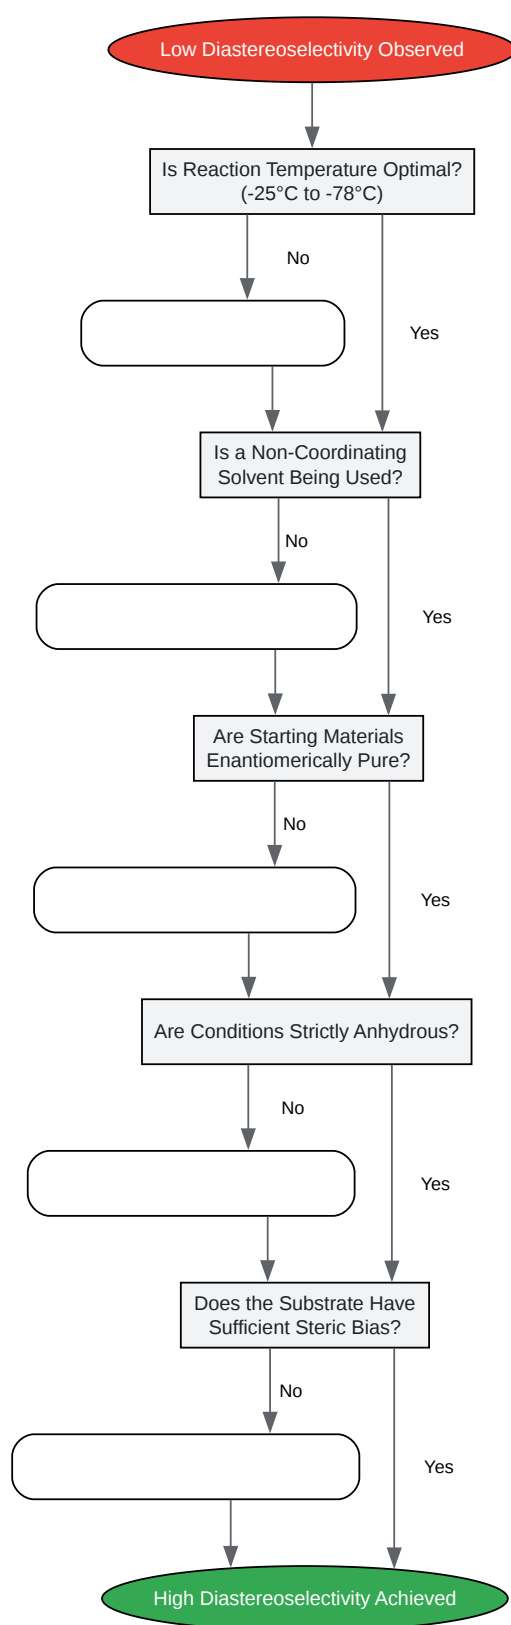 Low Diastereoselectivity Observed
Is Reaction Temperature Optimal?
(-25°C to -78°C)
No
Yes
Is a Non-Coordinating
Solvent Being Used?
No
Yes
Are Starting Materials
Enantiomerically Pure?
No
Yes
Are Conditions Strictly Anhydrous?
No
Yes
Does the Substrate Have
Sufficient Steric Bias?
No
Yes
High Diastereoselectivity Achieved